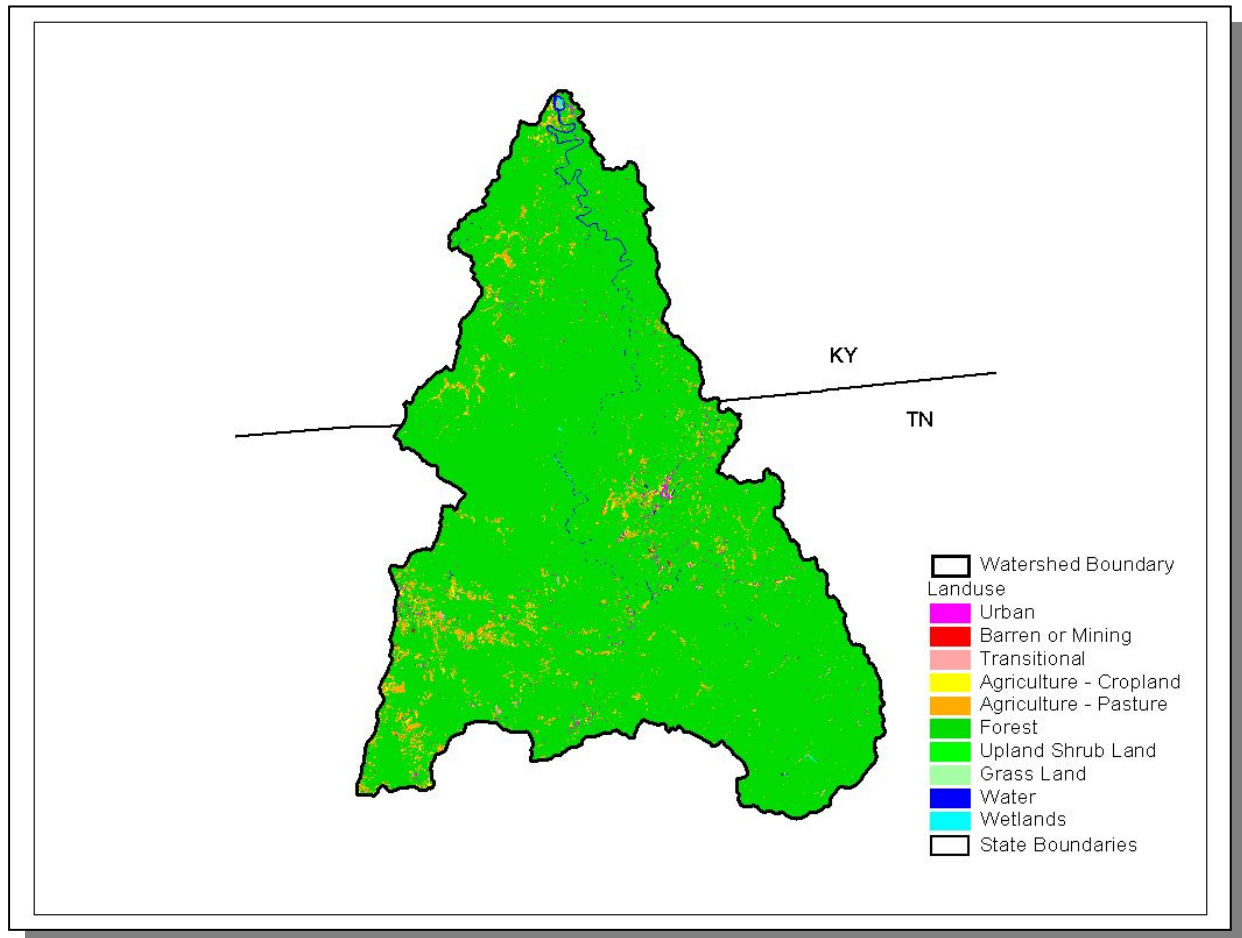 KY
TN
Watershed Boundary
Landuse
Urban
Barren or Mining
Transitional
Agriculture - Cropland
Agriculture - Pasture
Forest
Upland Shrub Land
Grass Land
Water
Wetlands
State Boundaries